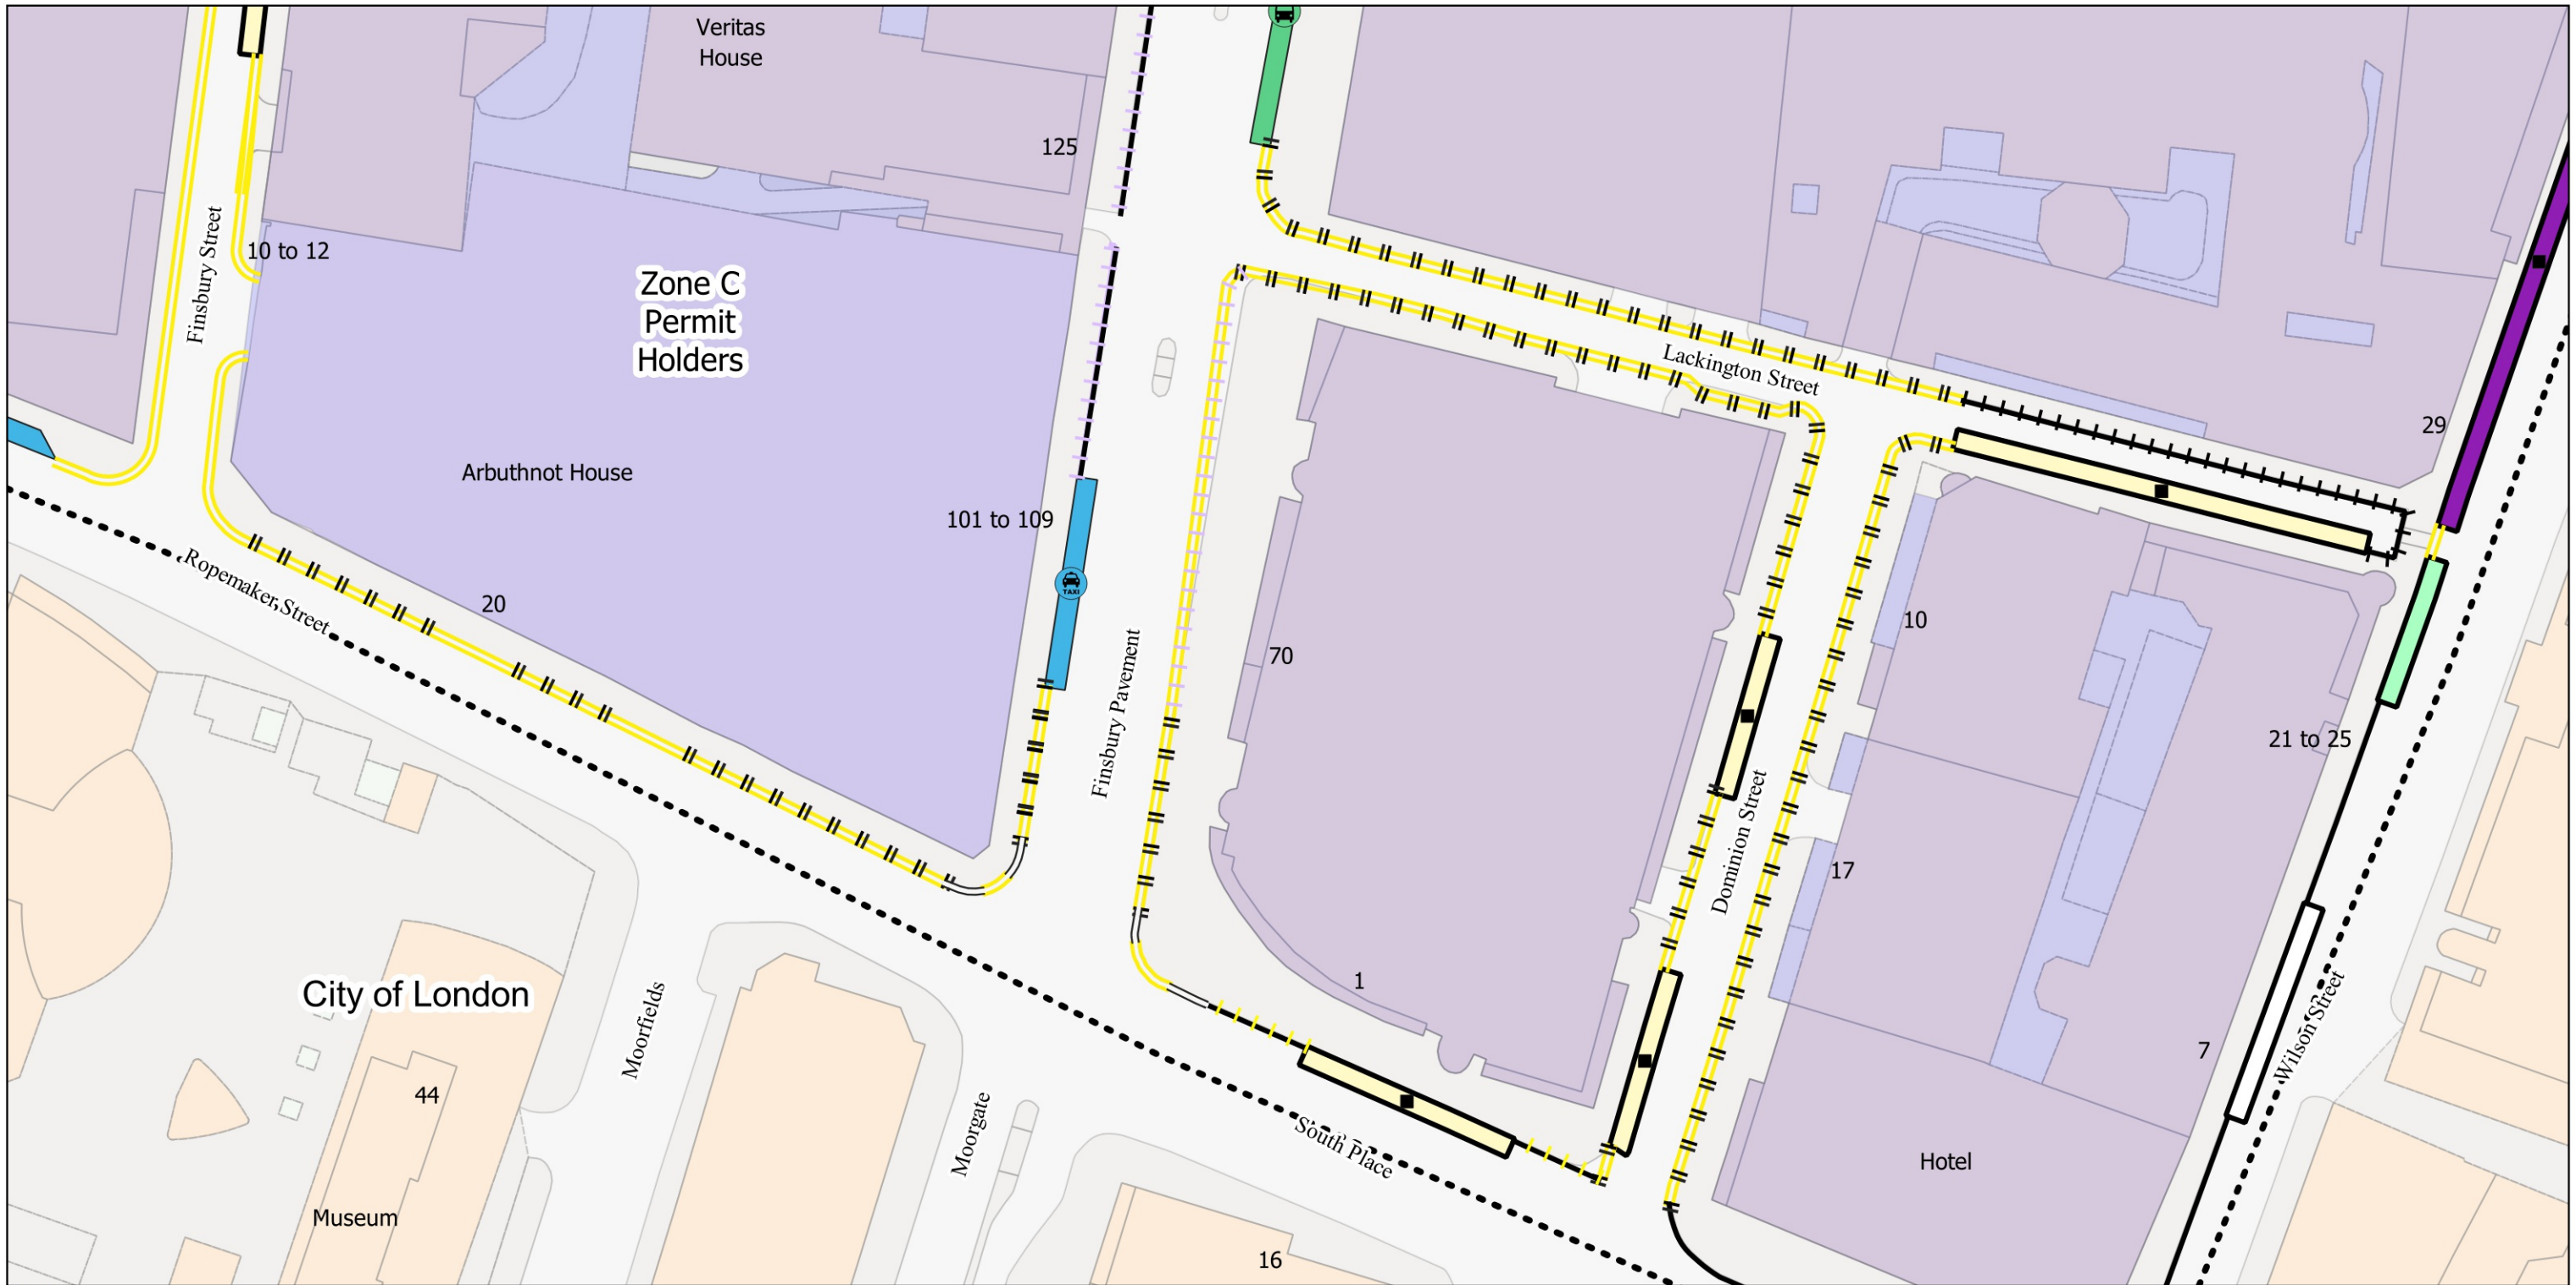 Veritas
House
125
Finsbury Street
10 to 12
Zone C
Permit
Holders
Lackington Street
29
Arbuthnot House
101 to 109
TAXI
Ropemaker Street
20
10
70
Finsbury Pavement
21 to 25
Dominion Street
17
1
City of London
Moorfields
Wilson Street
7
44
Moorgate
South Place
Hotel
Museum
16